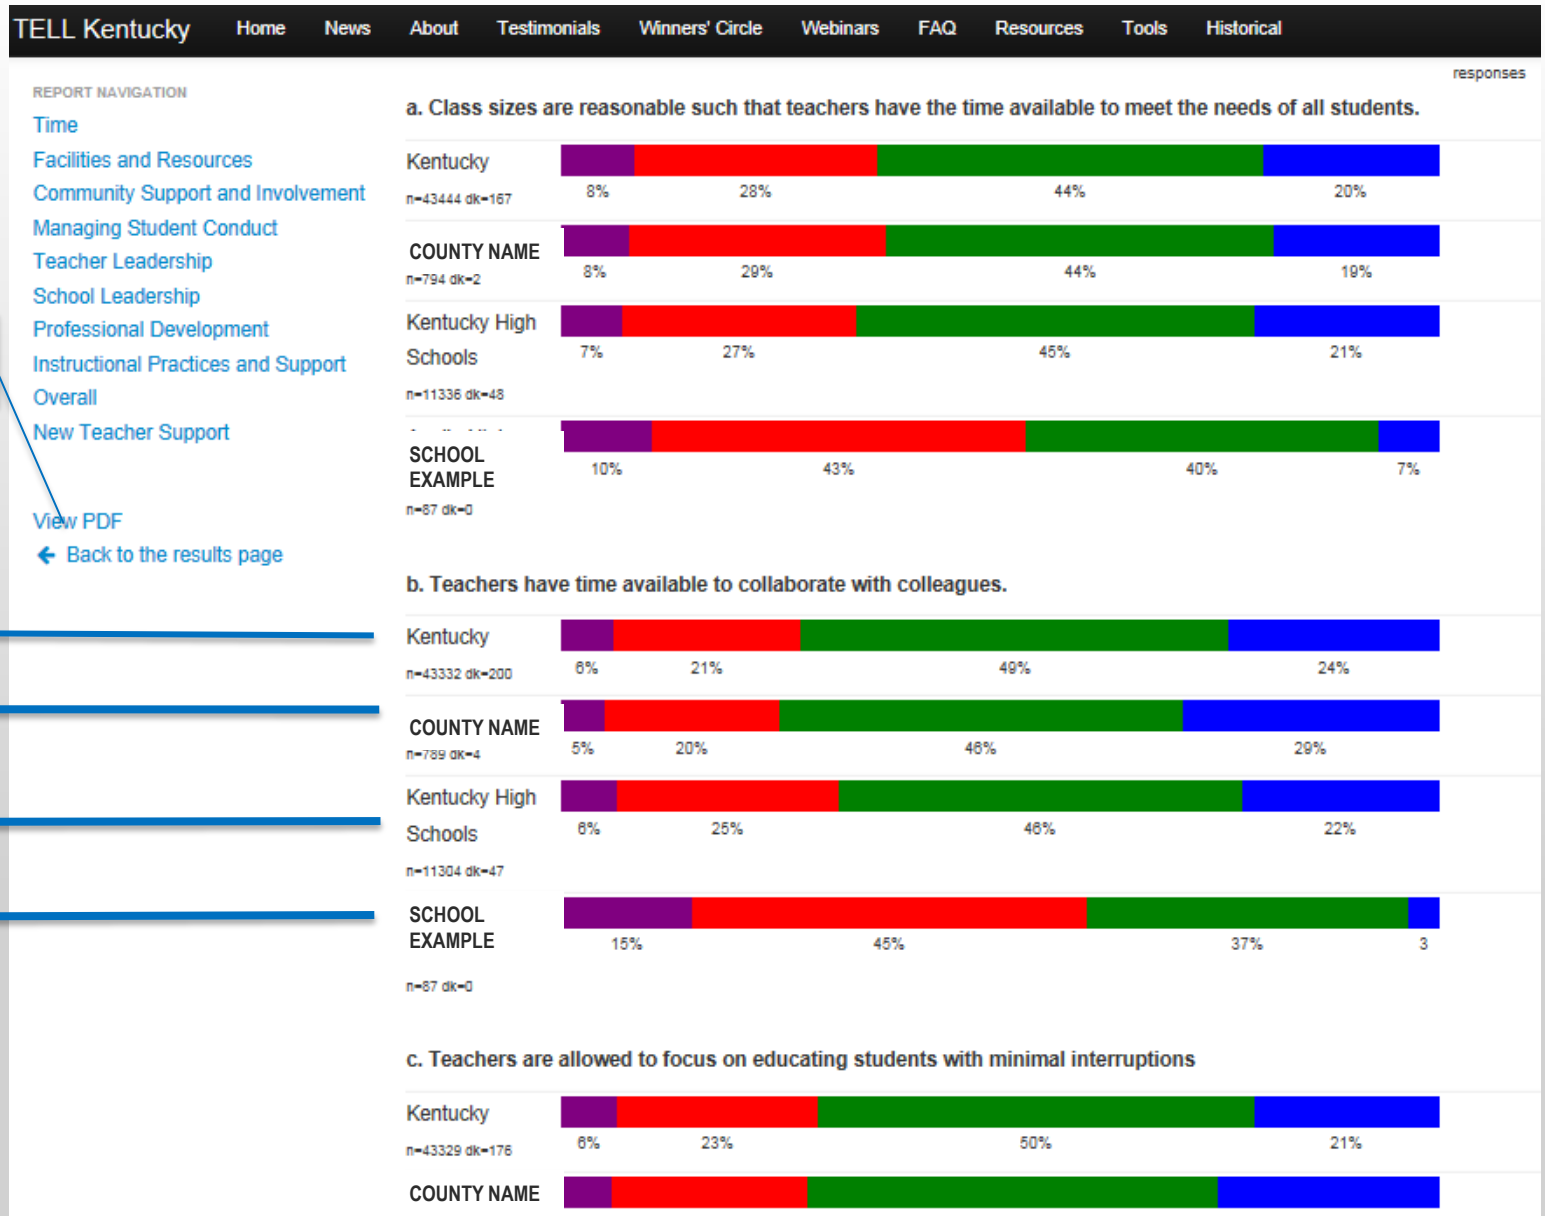 TELL Kentucky Home News About Testimonials Winners' Circle Webinars FAQ Resources Tools Historical
responses
REPORT NAVIGATION
Time
Facilities and Resources
Community Support and Involvement
Managing Student Conduct
Teacher Leadership
School Leadership
Professional Development
Instructional Practices and Support
Overall
New Teacher Support
View PDF
Back to the results page
a. Class sizes are reasonable such that teachers have the time available to meet the needs of all students.
Kentucky
n=43444 dk=167
8% 28% 44% 20%
COUNTY NAME
n=794 dk=2
8% 29% 44% 19%
Kentucky High
Schools
n=11336 dk=48
7% 27% 45% 21%
SCHOOL
EXAMPLE
n=87 dk=0
10% 43% 40% 7%
b. Teachers have time available to collaborate with colleagues.
Kentucky
n=43332 dk=200
6% 21% 49% 24%
COUNTY NAME
n=789 dk=4
5% 20% 46% 29%
Kentucky High
Schools
n=11304 dk=47
6% 25% 46% 22%
SCHOOL
EXAMPLE
n=87 dk=0
15% 45% 37% 3
c. Teachers are allowed to focus on educating students with minimal interruptions
Kentucky
n=43329 dk=176
6% 23% 50% 21%
COUNTY NAME